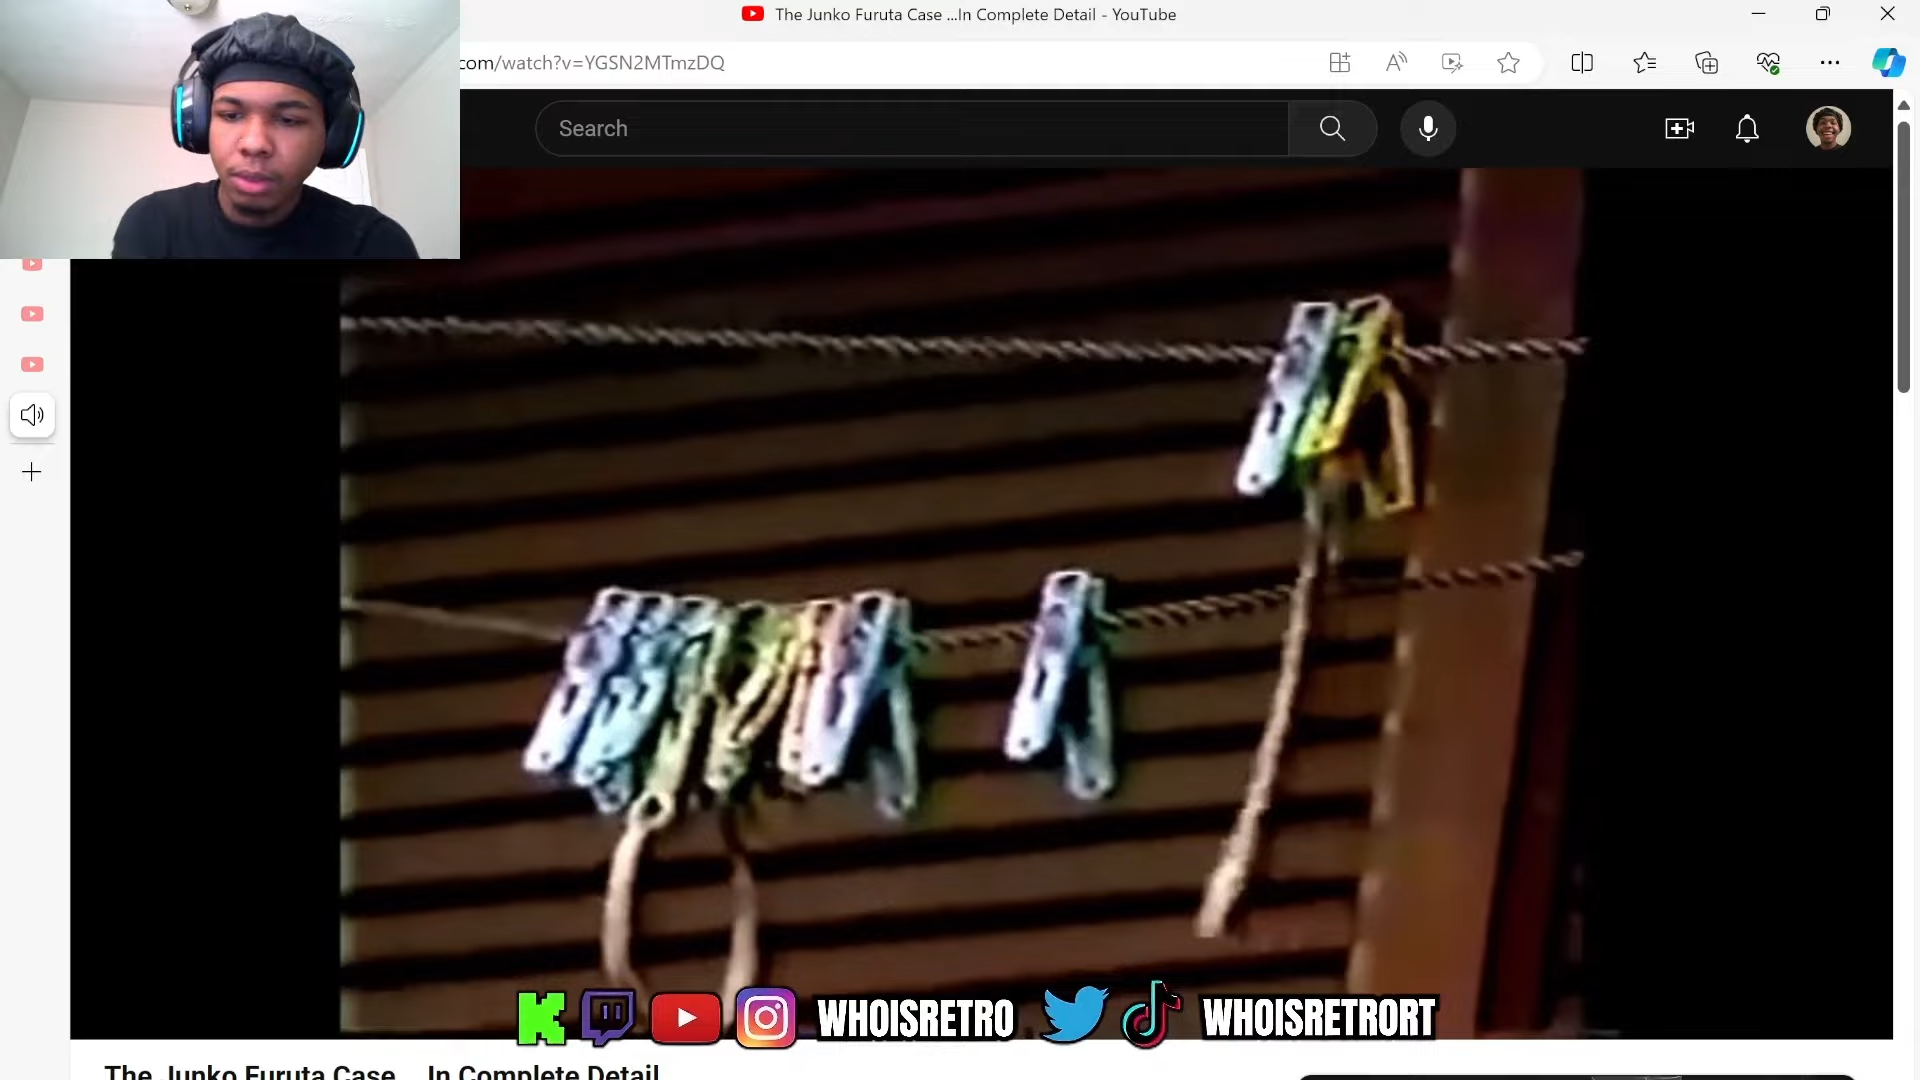 The Junko Furuta Case ...In Complete Detail - YouTube
com/watch?v=YGSN2MTmzDQ
Search
WHOISRETRO
WHOISRETRORT
The Junko Furuta Case ...In Complete Detail